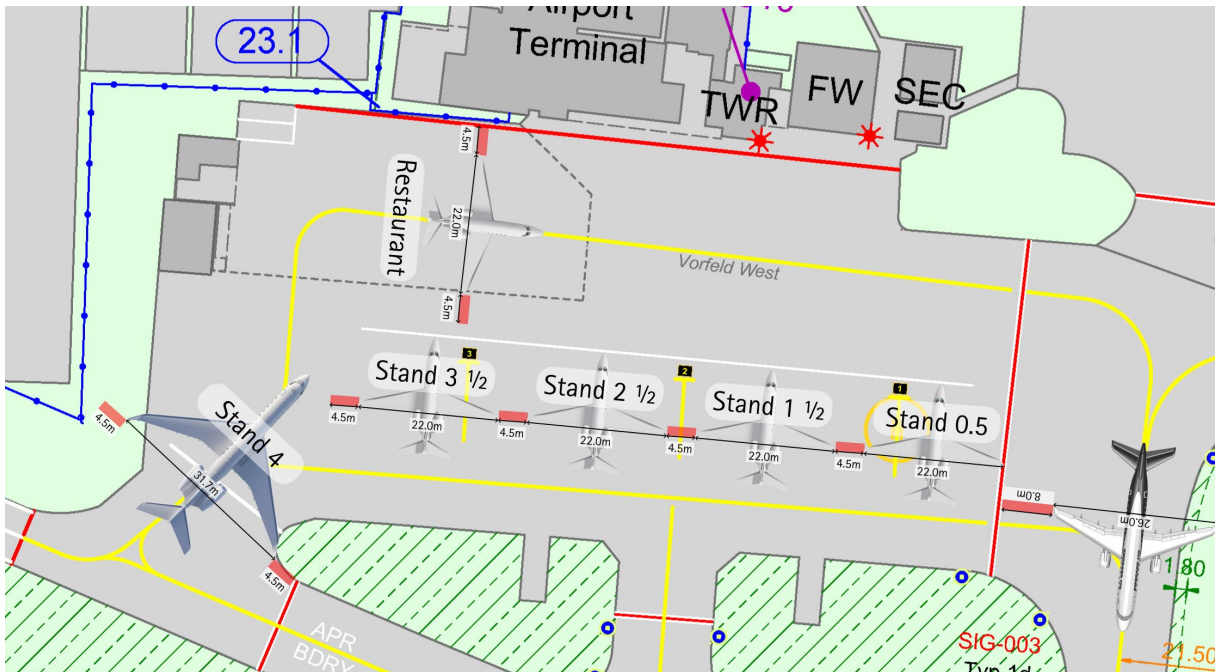 Airport
Terminal
23.1
TWR
FW
SEC
4.5m
Restaurant
22.0m
Vorfeld West
4.5m
3
Stand 3 ½
2
Stand 2 ½
1
Stand 1 ½
Stand 0.5
Stand 4
4.5m
31.7m
4.5m
4.5m
22.0m
4.5m
22.0m
4.5m
22.0m
4.5m
22.0m
8.0m
26.0m
1.80
APR
BDRY
SIG-003
Typ 1d
21.50